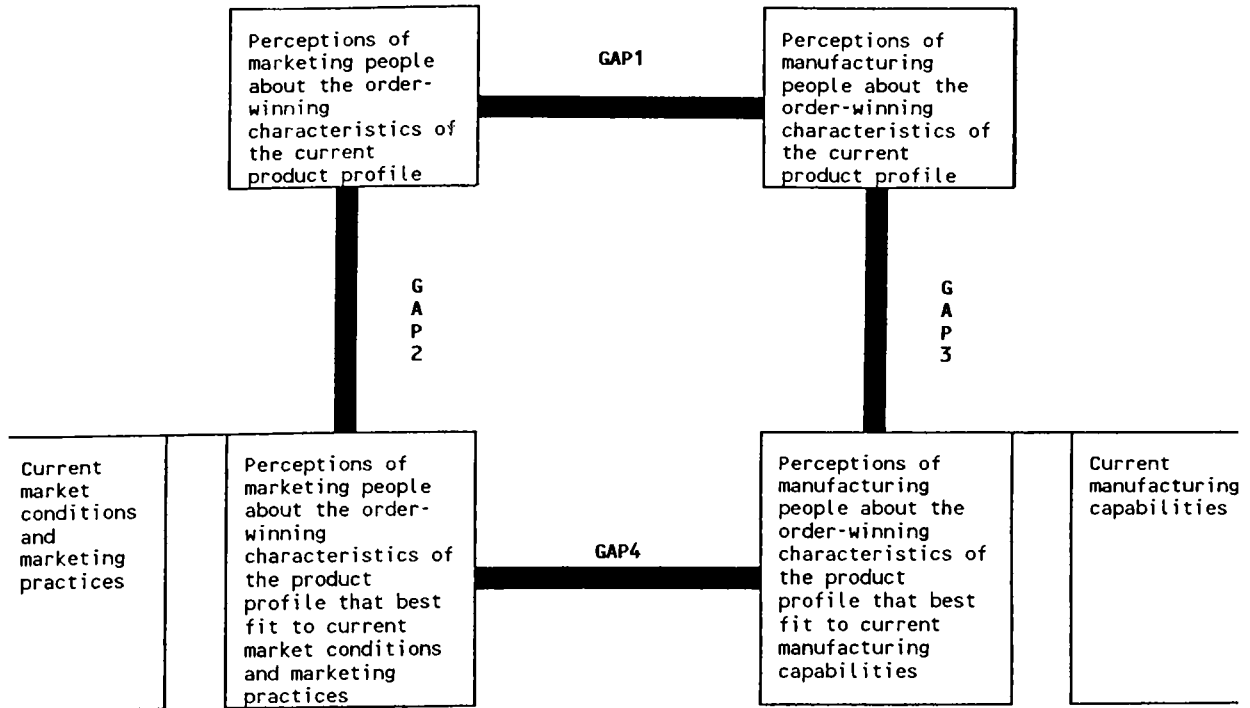 Perceptions of
marketing people
about the order-
winning
characteristics of
the current
product profile
GAP1
Perceptions of
manufacturing
people about the
order-winning
characteristics of
the current
product profile
G
A
P
2
G
A
P
3
Current
market
conditions
and
marketing
practices
Perceptions of
marketing people
about the order-
winning
characteristics of
the product
profile that best
fit to current
market conditions
and marketing
practices
GAP4
Perceptions of
manufacturing
people about the
order-winning
characteristics of
the product
profile that best
fit to current
manufacturing
capabilities
Current
manufacturing
capabilities